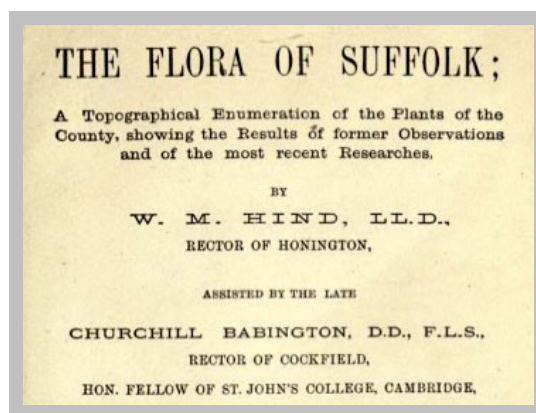 THE FLORA OF SUFFOLK;
A Topographical Enumeration of the Plants of the
County, showing the Results of former Observations
and of the most recent Researches,
BY
W. M. HIND, LL.D.,
RECTOR OF HONINGTON,
ASSISTED BY THE LATE
CHURCHILL BABINGTON, D.D., F.L.S.,
RECTOR OF COCKFIELD,
HON. FELLOW OF ST. JOHN'S COLLEGE, CAMBRIDGE,